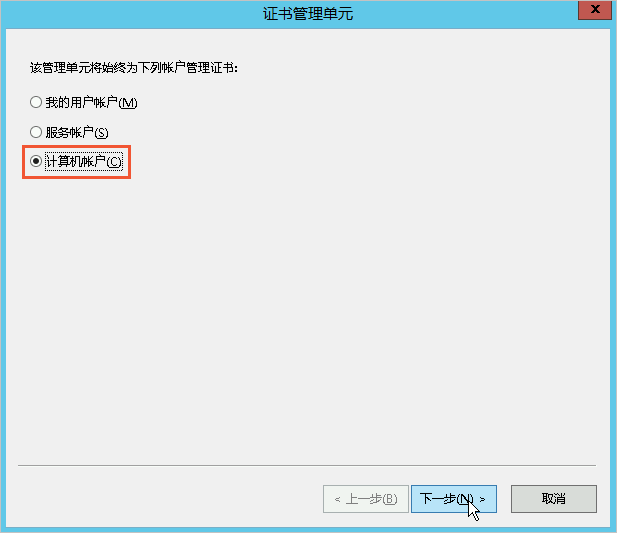 证书管理单元
x
该管理单元将始终为下列帐户管理证书:
我的用户帐户(M)
服务帐户(S)
计算机帐户(C)
< 上一步(B)
下一步(N) >
取消